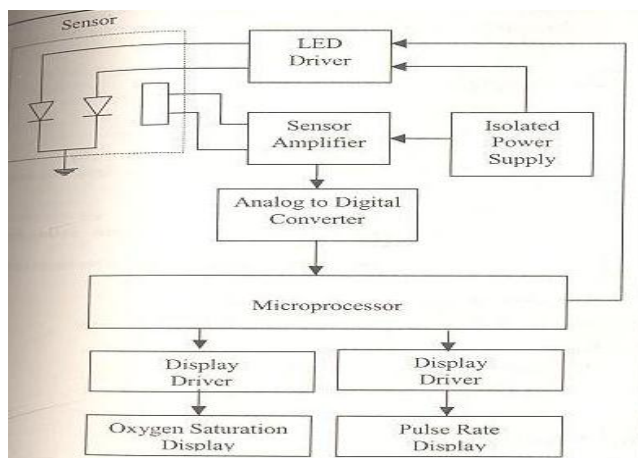 Sensor
LED
Driver
Sensor
Amplifier
Isolated
Power
Supply
Analog to Digital
Converter
Microprocessor
Display
Driver
Display
Driver
Oxygen Saturation
Display
Pulse Rate
Display